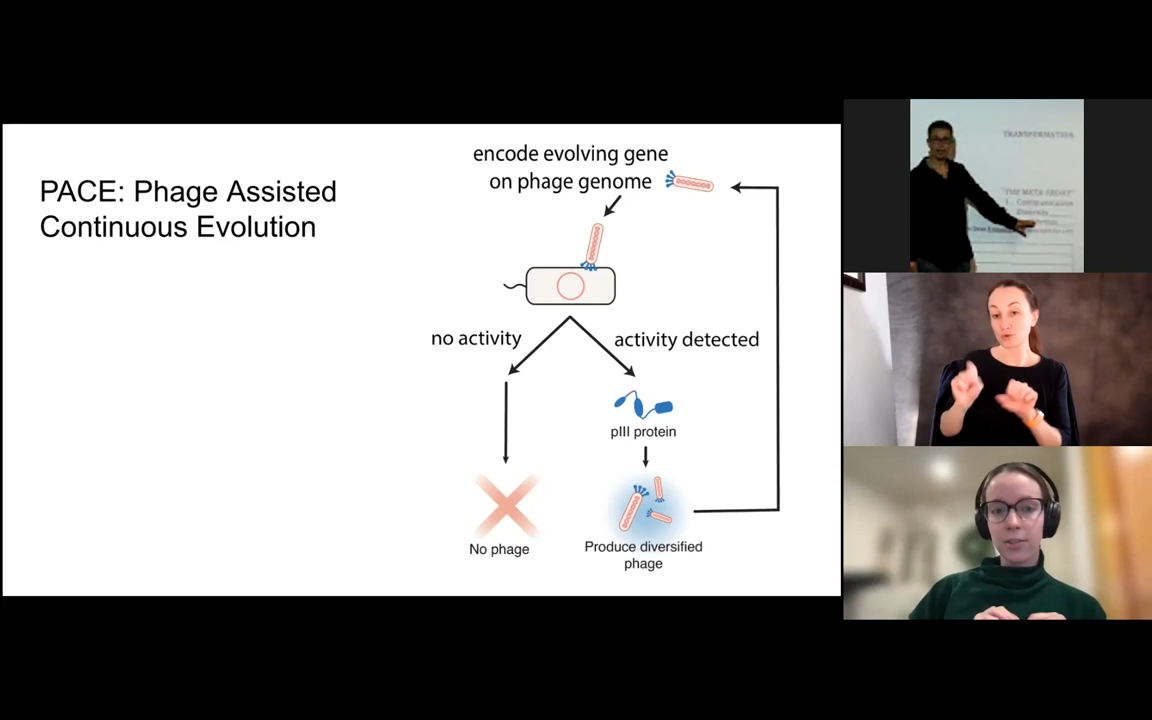 PACE: Phage Assisted
Continuous Evolution
encode evolving gene
on phage genome
no activity
activity detected
pIII protein
No phage
Produce diversified
phage
TRANSFORMATION